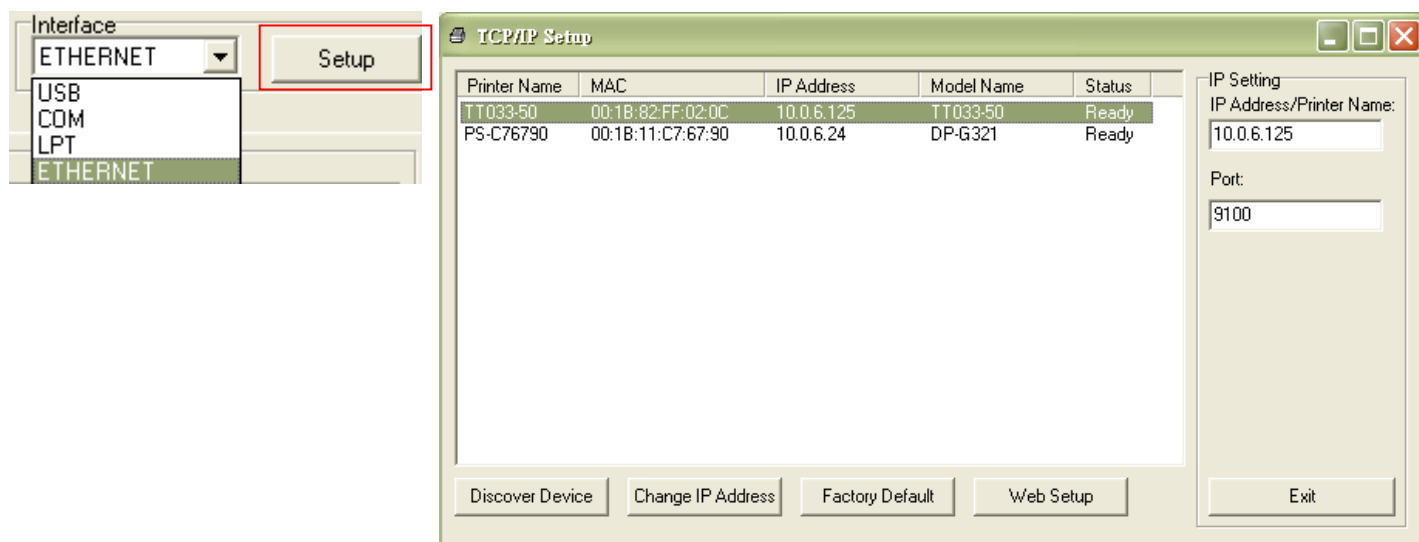 Interface
ETHERNET
Setup
USB
COM
LPT
ETHERNET
TCP/IP Setup
Printer Name MAC IP Address Model Name Status
TT033-50 00:1B:82:FF:02:0C 10.0.6.125 TT033-50 Ready
PS-C76790 00:1B:11:C7:67:90 10.0.6.24 DP-G321 Ready
IP Setting
IP Address/Printer Name:
10.0.6.125
Port:
9100
Discover Device Change IP Address Factory Default Web Setup Exit